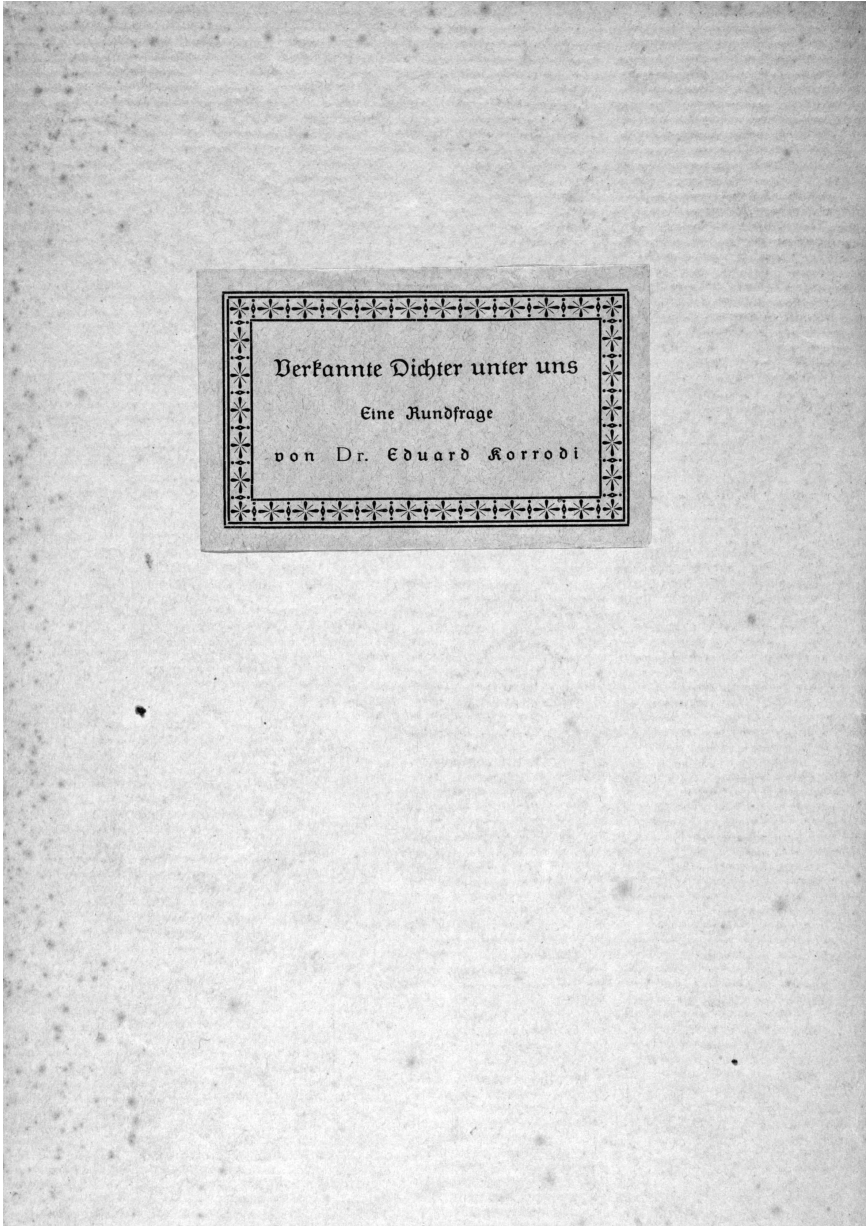 Verkannte Dichter unter uns
Eine Rundfrage
von Dr. Eduard Korrodi